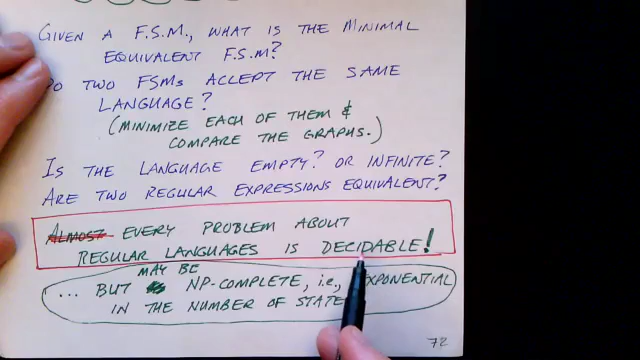 GIVEN A F.S.M., WHAT IS THE MINIMAL
EQUIVALENT F.S.M?
DO TWO FSMs ACCEPT THE SAME
LANGUAGE?
(MINIMIZE EACH OF THEM &
COMPARE THE GRAPHS.)
IS THE LANGUAGE EMPTY? OR INFINITE?
ARE TWO REGULAR EXPRESSIONS EQUIVALENT?
ALMOST EVERY PROBLEM ABOUT
REGULAR LANGUAGES IS DECIDABLE!
MAY BE
... BUT NP-COMPLETE, i.e., EXPONENTIAL
IN THE NUMBER OF STATE
72